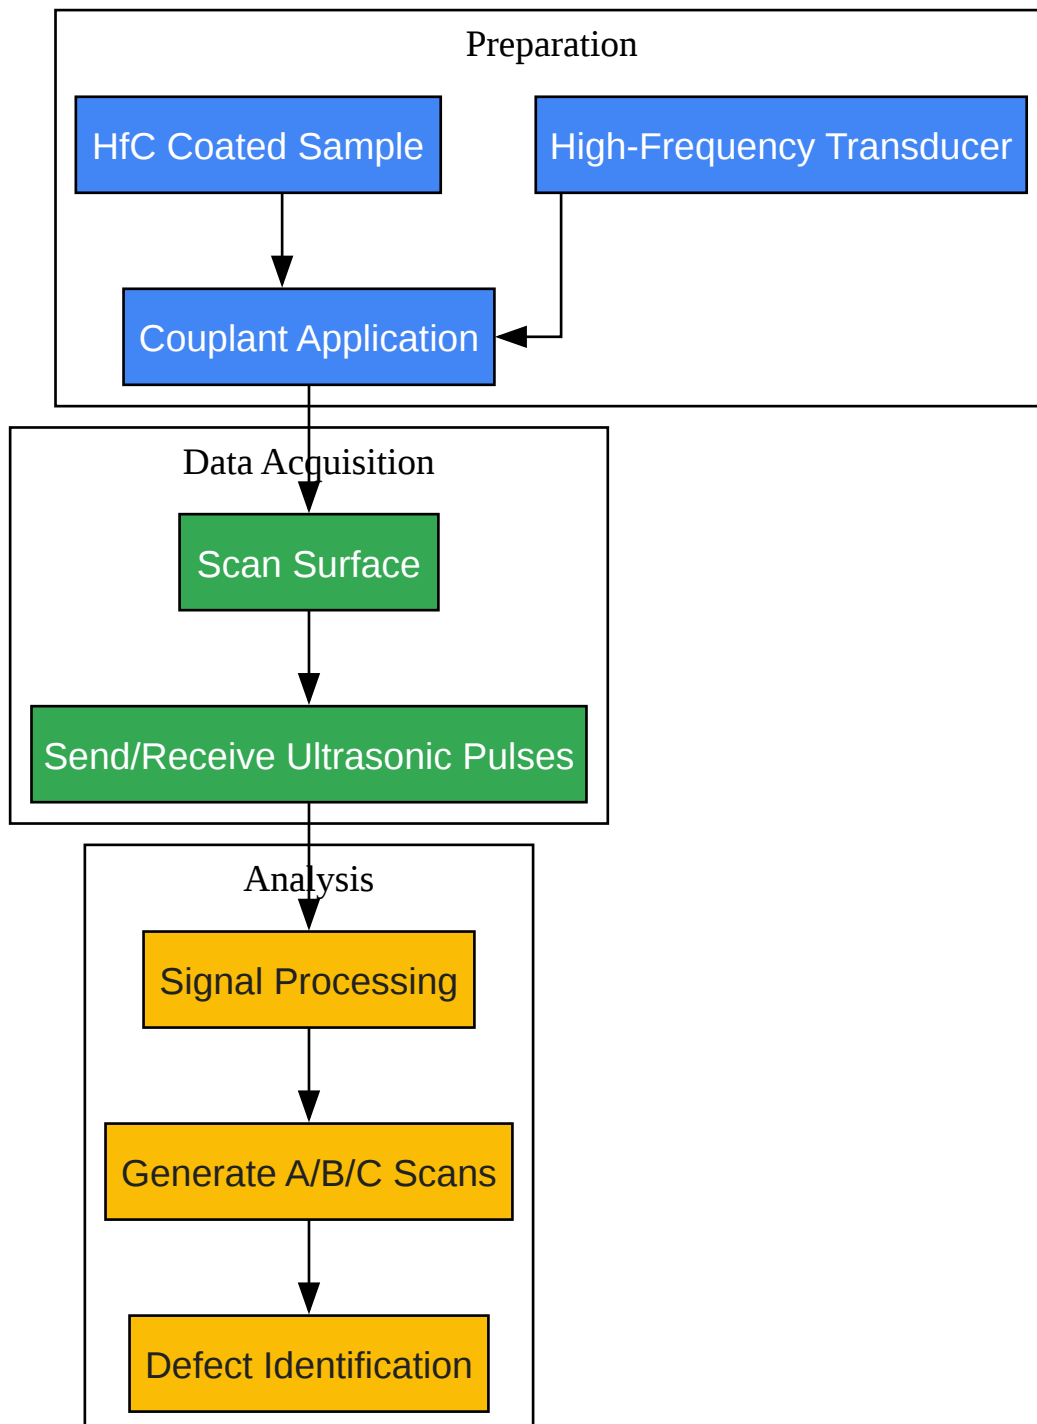 Preparation
HfC Coated Sample
High-Frequency Transducer
Couplant Application
Data Acquisition
Scan Surface
Send/Receive Ultrasonic Pulses
Analysis
Signal Processing
Generate A/B/C Scans
Defect Identification